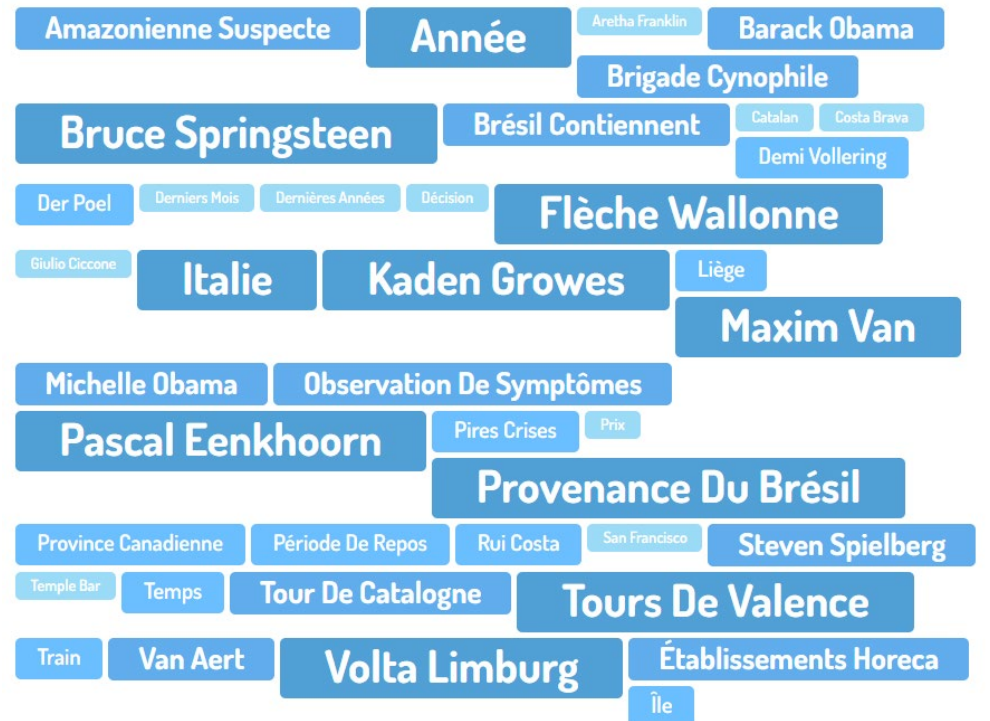 Amazonienne Suspecte Année Aretha Franklin Barack Obama
Brigade Cynophile
Bruce Springsteen Brésil Contiennent Catalan Costa Brava
Demi Vollering
Der Poel Derniers Mois Dernières Années Décision Flèche Wallonne
Giulio Ciccone Italie Kaden Growes Liège
Maxim Van
Michelle Obama Observation De Symptômes
Pascal Eenkhoorn Pires Crises Prix
Provenance Du Brésil
Province Canadienne Période De Repos Rui Costa San Francisco Steven Spielberg
Temple Bar Temps Tour De Catalogne Tours De Valence
Train Van Aert Volta Limburg Établissements Horeca
Île